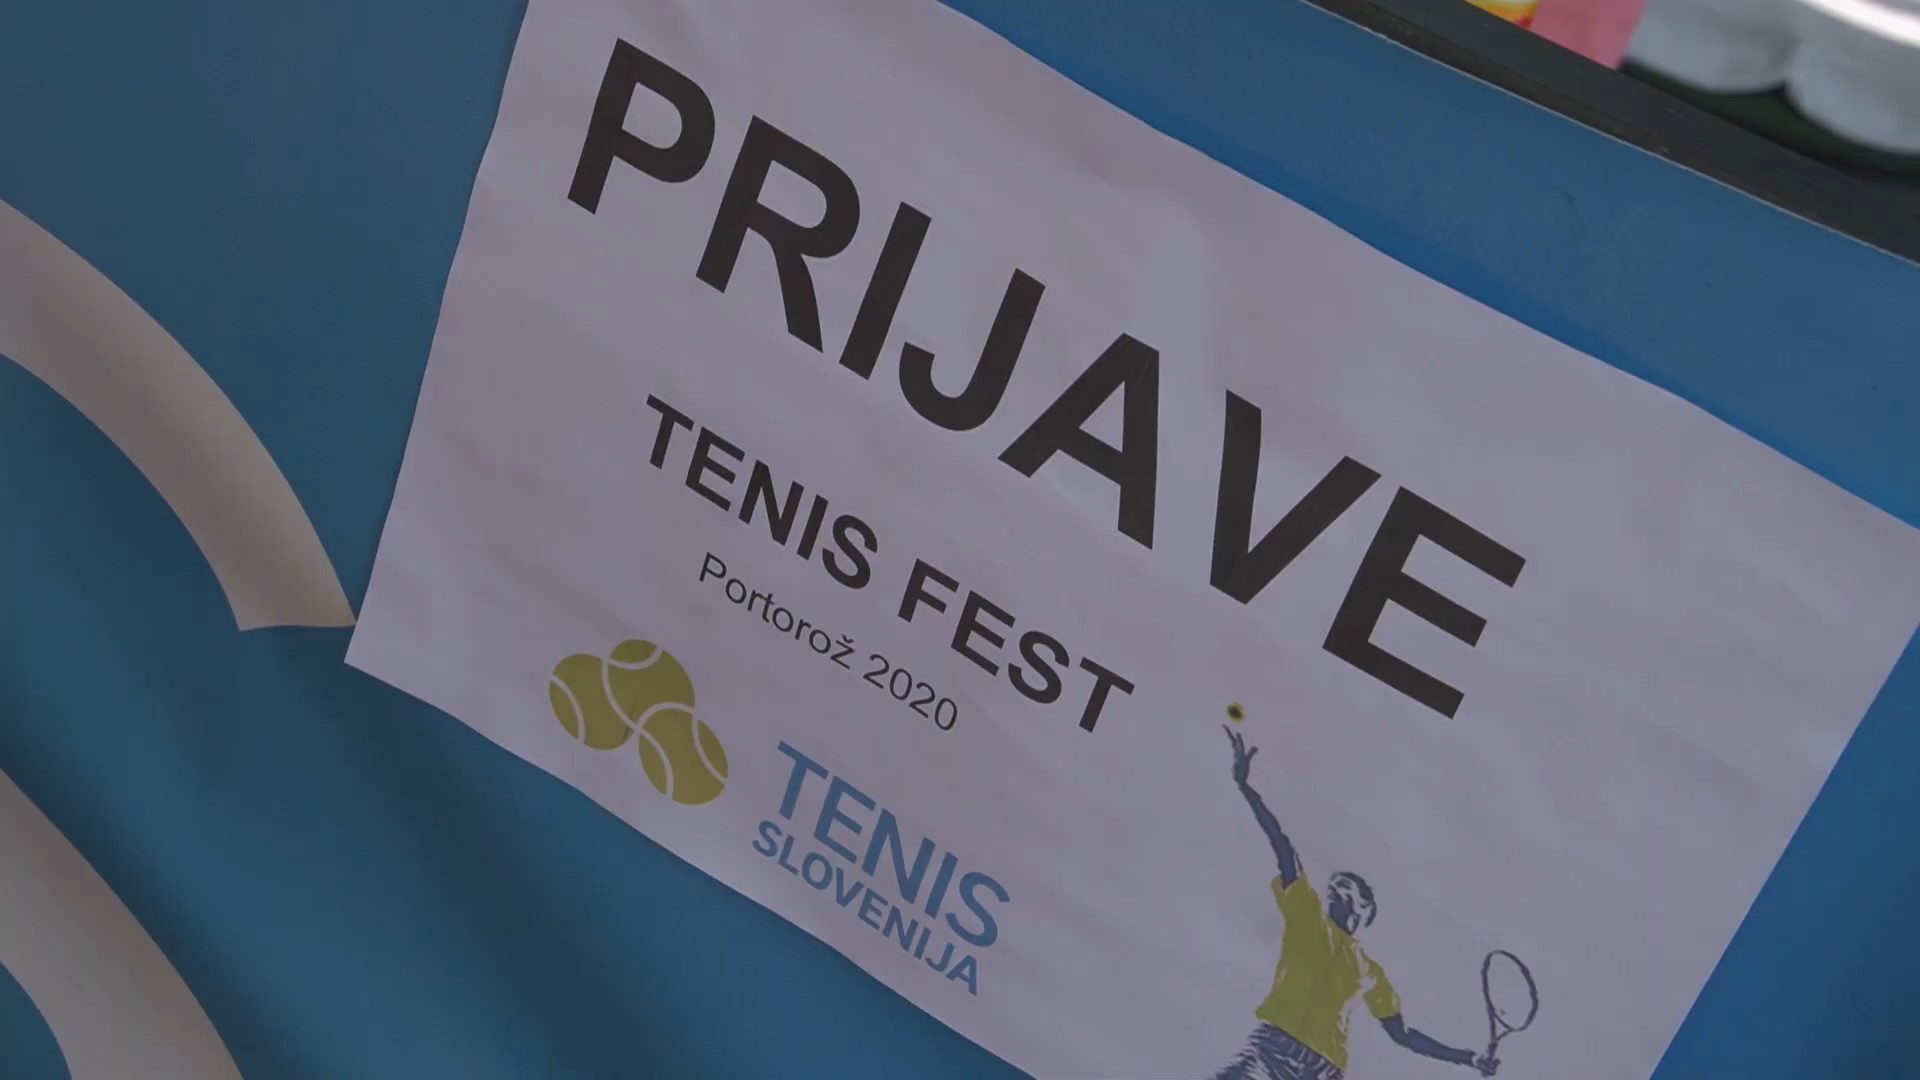 PRIJAVE
TENIS FEST
Portorož 2020
TENIS
SLOVENIJA